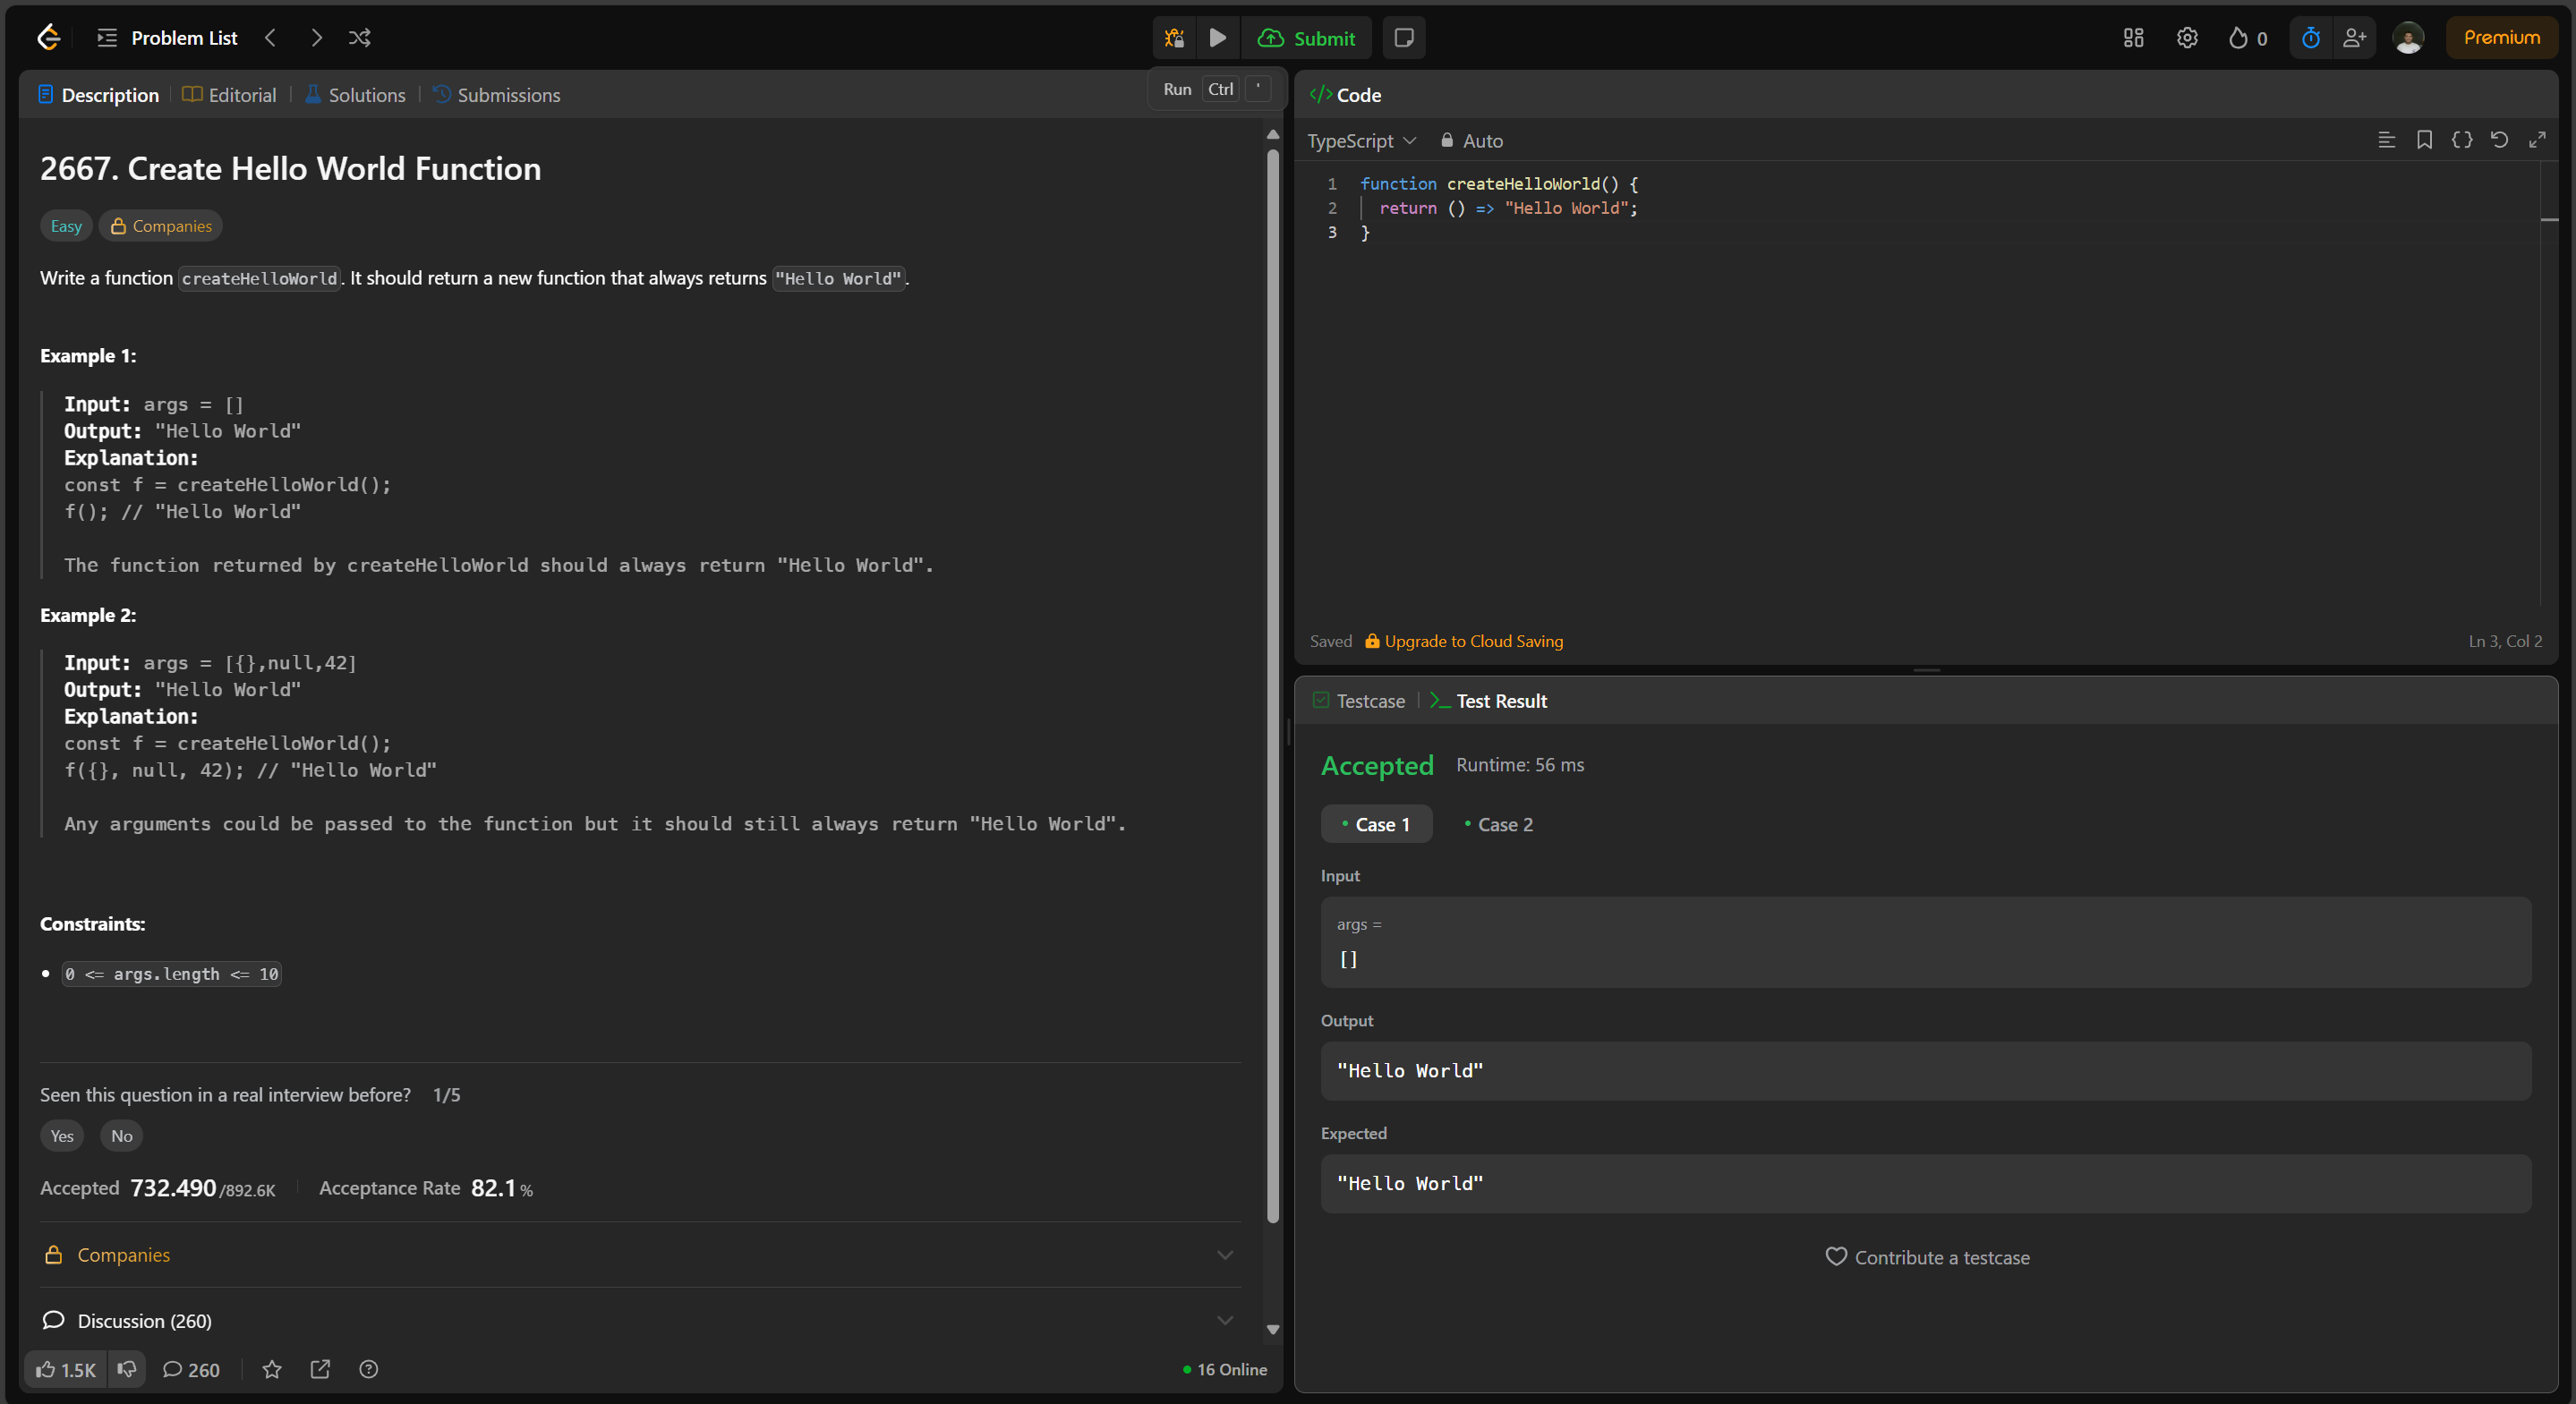 Problem List
Submit
0
Premium
Description
Editorial
Solutions
Submissions
Run Ctrl '
2667. Create Hello World Function
Easy
Companies
Write a function createHelloWorld. It should return a new function that always returns "Hello World".
Example 1:
Input: args = []
Output: "Hello World"
Explanation:
const f = createHelloWorld();
f(); // "Hello World"
The function returned by createHelloWorld should always return "Hello World".
Example 2:
Input: args = [{},null,42]
Output: "Hello World"
Explanation:
const f = createHelloWorld();
f({}, null, 42); // "Hello World"
Any arguments could be passed to the function but it should still always return "Hello World".
Constraints:
0 <= args.length <= 10
Seen this question in a real interview before? 1/5
Yes No
Accepted 732.490/892.6K Acceptance Rate 82.1%
Companies
Discussion (260)
1.5K 260 16 Online
</> Code
TypeScript Auto
1 function createHelloWorld() {
2 return () => "Hello World";
3 }
Saved Upgrade to Cloud Saving Ln 3, Col 2
Testcase >_ Test Result
Accepted Runtime: 56 ms
Case 1 Case 2
Input
args =
[]
Output
"Hello World"
Expected
"Hello World"
Contribute a testcase